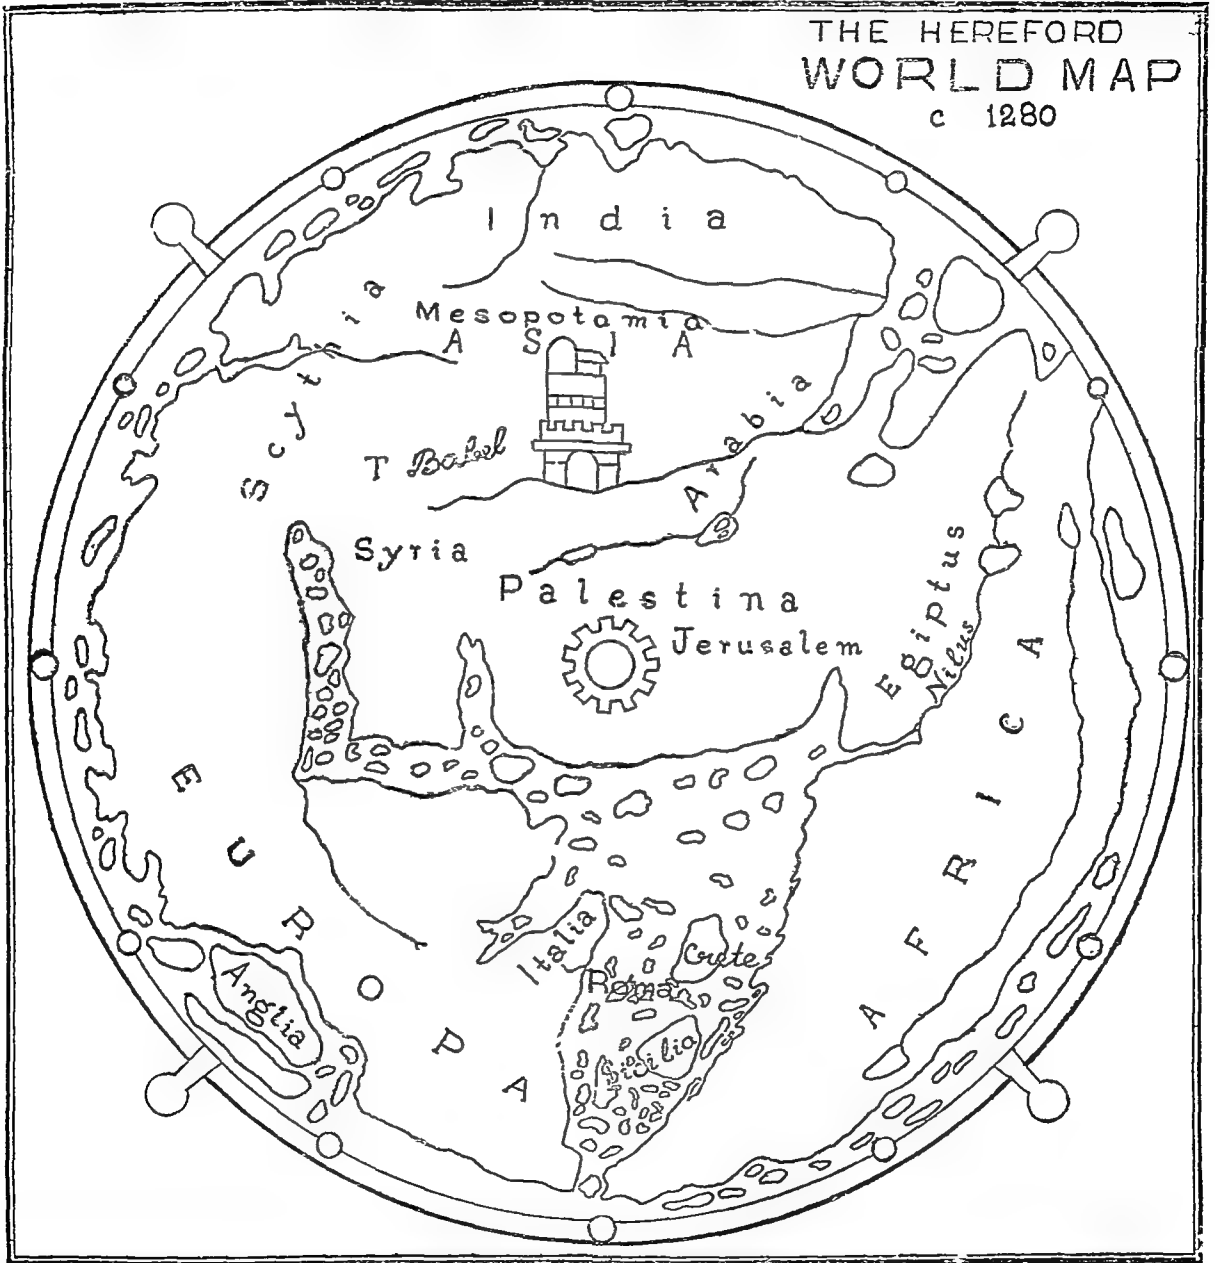 THE HEREFORD
WORLD MAP
c 1280
India
Mesopotamia
ASIA
Scytia
Arabia
T Babel
Syria
Palestina
Jerusalem
Egiptus
Nilus
AFRICA
EUROPA
Italia
Crete
Roma
Anglia
Sicilia